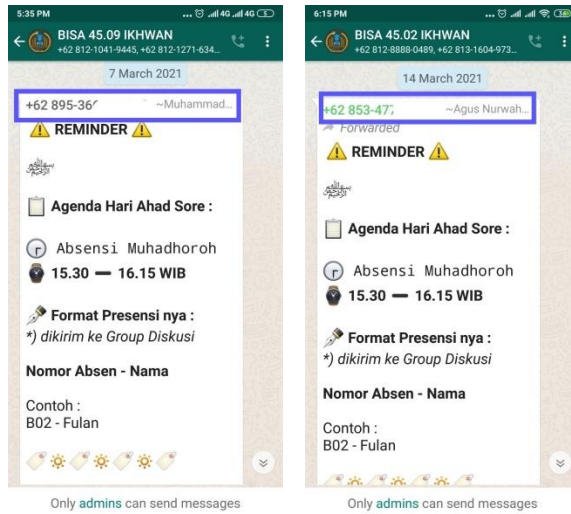 5:35 PM
BISA 45.09 IKHWAN
+62 812-1041-9445, +62 812-1271-634...
7 March 2021
+62 895-36 ~Muhammad...
REMINDER
Agenda Hari Ahad Sore :
Absensi Muhadhoroh
15.30 — 16.15 WIB
Format Presensi nya :
*) dikirim ke Group Diskusi
Nomor Absen - Nama
Contoh :
B02 - Fulan
Only admins can send messages
6:15 PM
BISA 45.02 IKHWAN
+62 812-8888-0489, +62 813-1604-973...
14 March 2021
+62 853-47 ~Agus Nurwah...
Forwarded
REMINDER
Agenda Hari Ahad Sore :
Absensi Muhadhoroh
15.30 — 16.15 WIB
Format Presensi nya :
*) dikirim ke Group Diskusi
Nomor Absen - Nama
Contoh :
B02 - Fulan
Only admins can send messages